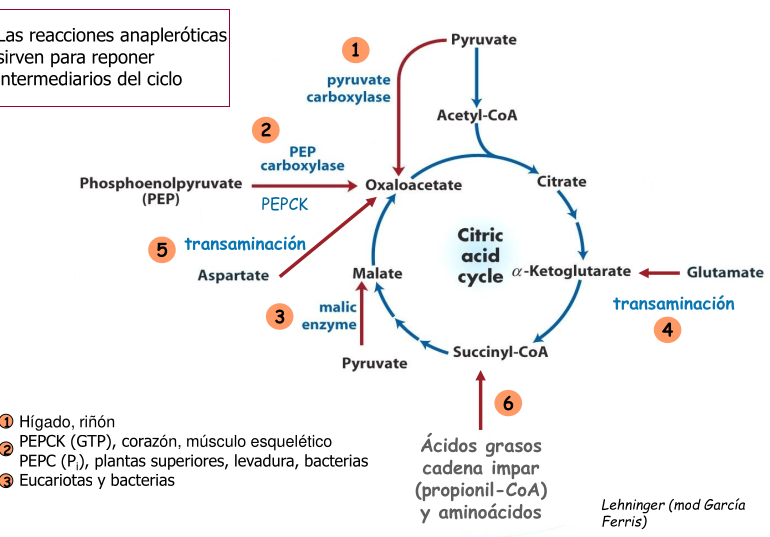 Las reacciones anapleróticas
sirven para reponer
intermediarios del ciclo
1
Pyruvate
pyruvate
carboxylase
Acetyl-CoA
2
PEP
carboxylase
Phosphoenolpyruvate
(PEP)
PEPCK
Oxaloacetate
Citrate
5
transaminación
Aspartate
Citric
acid
cycle
Malate
α-Ketoglutarate
Glutamate
transaminación
4
3
malic
enzyme
Pyruvate
Succinyl-CoA
6
Ácidos grasos
cadena impar
(propionil-CoA)
y aminoácidos
1 Hígado, riñón
2 PEPCK (GTP), corazón, músculo esquelético
PEPC (Pi), plantas superiores, levadura, bacterias
3 Eucariotas y bacterias
Lehninger (mod García
Ferris)